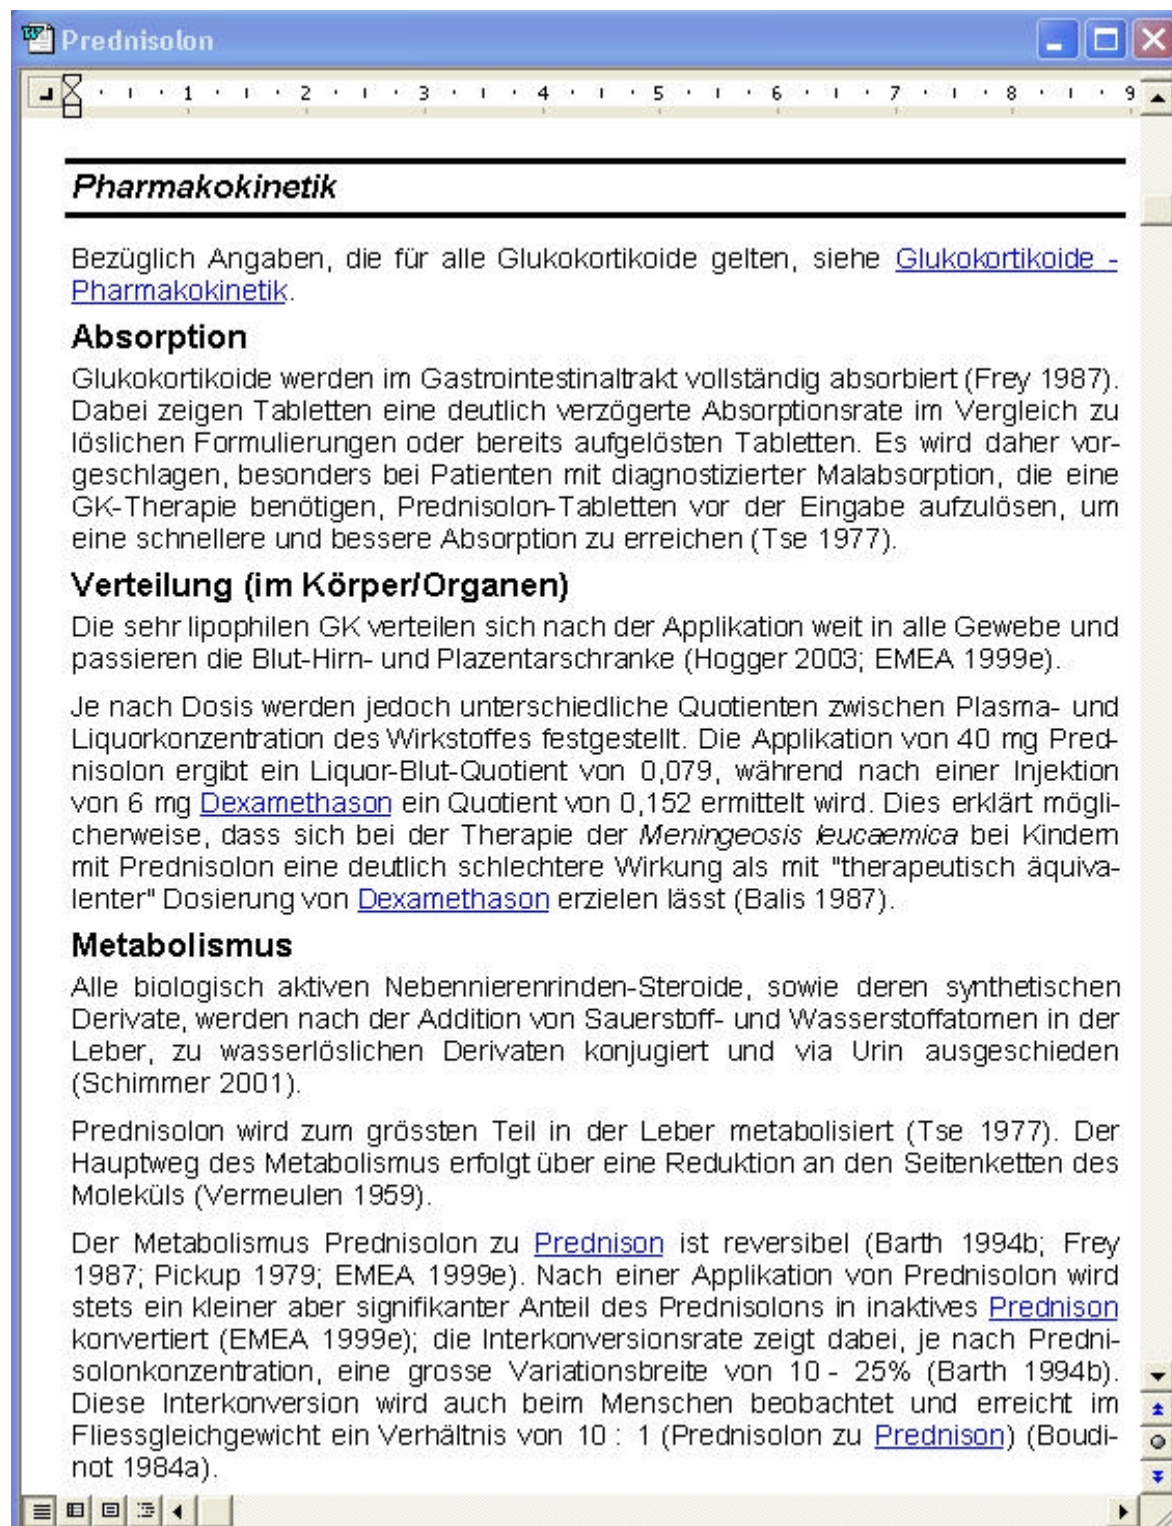 Prednisolon
1 2 3 4 5 6 7 8 9
Pharmakokinetik
Bezüglich Angaben, die für alle Glukokortikoide gelten, siehe Glukokortikoide -
Pharmakokinetik.
Absorption
Glukokortikoide werden im Gastrointestinaltrakt vollständig absorbiert (Frey 1987).
Dabei zeigen Tabletten eine deutlich verzögerte Absorptionsrate im Vergleich zu
löslichen Formulierungen oder bereits aufgelösten Tabletten. Es wird daher vor-
geschlagen, besonders bei Patienten mit diagnostizierter Malabsorption, die eine
GK-Therapie benötigen, Prednisolon-Tabletten vor der Eingabe aufzulösen, um
eine schnellere und bessere Absorption zu erreichen (Tse 1977).
Verteilung (im Körper/Organen)
Die sehr lipophilen GK verteilen sich nach der Applikation weit in alle Gewebe und
passieren die Blut-Hirn- und Plazentarschranke (Hogger 2003; EMEA 1999e).
Je nach Dosis werden jedoch unterschiedliche Quotienten zwischen Plasma- und
Liquorkonzentration des Wirkstoffes festgestellt. Die Applikation von 40 mg Pred-
nisolon ergibt ein Liquor-Blut-Quotient von 0,079, während nach einer Injektion
von 6 mg Dexamethason ein Quotient von 0,152 ermittelt wird. Dies erklärt mögli-
cherweise, dass sich bei der Therapie der Meningeosis leucaemica bei Kindern
mit Prednisolon eine deutlich schlechtere Wirkung als mit "therapeutisch äquiva-
lenter" Dosierung von Dexamethason erzielen lässt (Balis 1987).
Metabolismus
Alle biologisch aktiven Nebennierenrinden-Steroide, sowie deren synthetischen
Derivate, werden nach der Addition von Sauerstoff- und Wasserstoffatomen in der
Leber, zu wasserlöslichen Derivaten konjugiert und via Urin ausgeschieden
(Schimmer 2001).
Prednisolon wird zum grössten Teil in der Leber metabolisiert (Tse 1977). Der
Hauptweg des Metabolismus erfolgt über eine Reduktion an den Seitenketten des
Moleküls (Vermeulen 1959).
Der Metabolismus Prednisolon zu Prednison ist reversibel (Barth 1994b; Frey
1987; Pickup 1979; EMEA 1999e). Nach einer Applikation von Prednisolon wird
stets ein kleiner aber signifikanter Anteil des Prednisolons in inaktives Prednison
konvertiert (EMEA 1999e); die Interkonversionsrate zeigt dabei, je nach Predni-
solonkonzentration, eine grosse Variationsbreite von 10 - 25% (Barth 1994b).
Diese Interkonversion wird auch beim Menschen beobachtet und erreicht im
Fliessgleichgewicht ein Verhältnis von 10 : 1 (Prednisolon zu Prednison) (Boudi-
not 1984a).